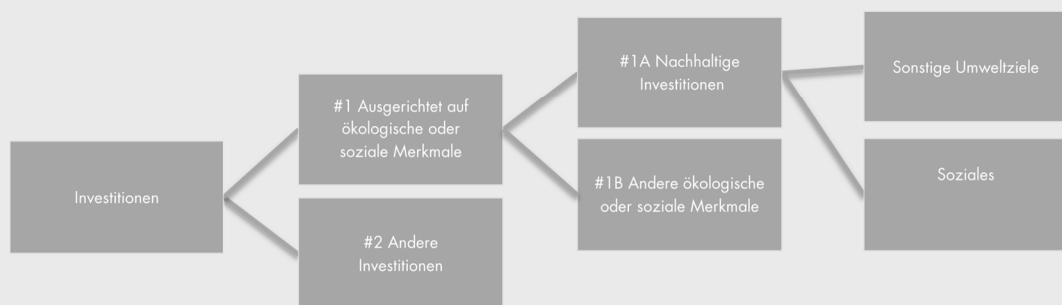 Investitionen
#1 Ausgerichtet auf
ökologische oder
soziale Merkmale
#2 Andere
Investitionen
#1A Nachhaltige
Investitionen
#1B Andere ökologische
oder soziale Merkmale
Sonstige Umweltziele
Soziales